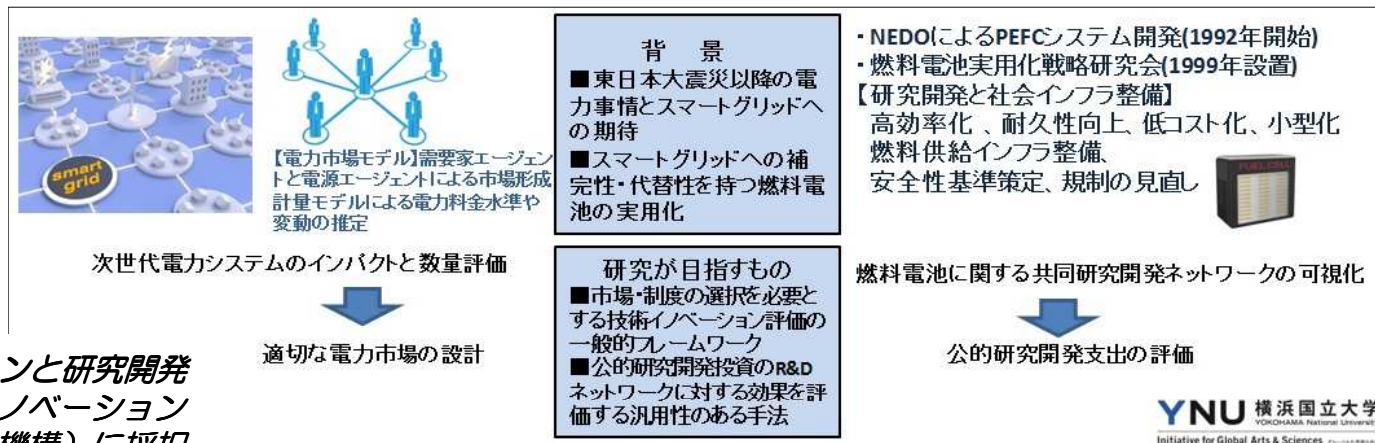 smart
grid
【電力市場モデル】需要家エージェン
トと電源エージェントによる市場形成
計量モデルによる電力料金水準や
変動の推定
次世代電力システムのインパクトと数量評価
適切な電力市場の設計
背　景
■東日本大震災以降の電
力事情とスマートグリッドへ
の期待
■スマートグリッドへの補
完性・代替性を持つ燃料電
池の実用化
研究が目指すもの
■市場・制度の選択を必要と
する技術イノベーション評価の
一般的フレームワーク
■公的研究開発投資のR&D
ネットワークに対する効果を評
価する汎用性のある手法
・NEDOによるPEFCシステム開発(1992年開始)
・燃料電池実用化戦略研究会(1999年設置)
【研究開発と社会インフラ整備】
高効率化 、耐久性向上、低コスト化、小型化
燃料供給インフラ整備、
安全性基準策定、規制の見直し
FUEL CELL
燃料電池に関する共同研究開発ネットワークの可視化
公的研究開発支出の評価
ンと研究開発
ノベーション
YNU 横浜国立大学
YOKOHAMA National University
Initiative for Global Arts & Sciences